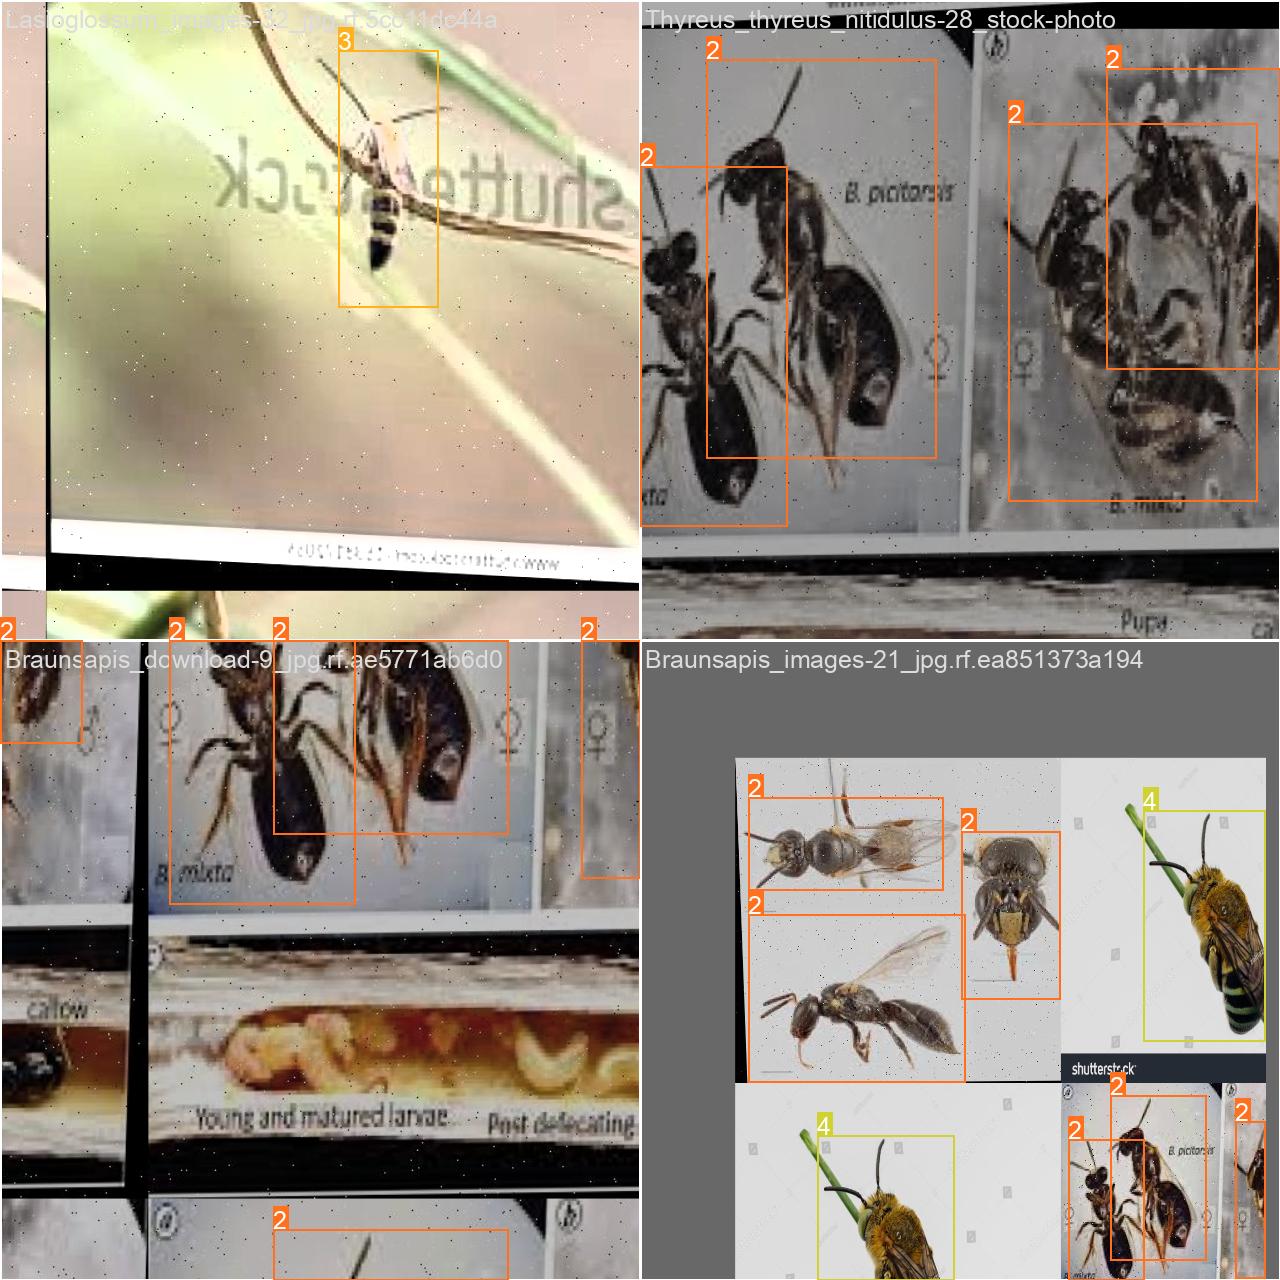 Lasioglossum_images-32_jpg.rf.5cc11dc44a
3
shutterstock
Thyreus_thyreus_nitidulus-28_stock-photo
2
2
2
2
b
B. picitarsis
♀
♀
B. mixta
Pupa
2
2
2
2
Braunsapis_download-9_jpg.rf.ae5771ab6d0
♂
♀
♀
♀
B. mixta
callow
Young and matured larvae
Post defecating
a
b
2
Braunsapis_images-21_jpg.rf.ea851373a194
2
2
2
4
shutterstock
4
a
b
2
2
2
B. picitarsis